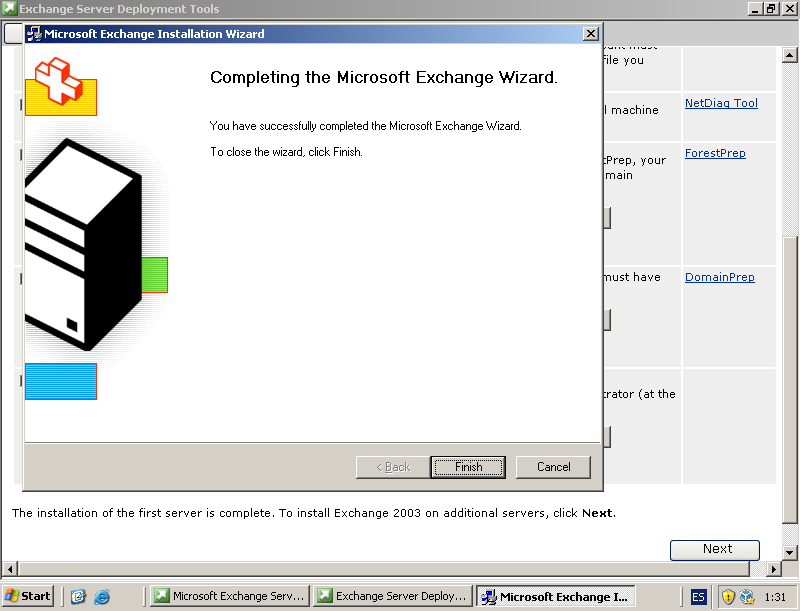 Exchange Server Deployment Tools
Microsoft Exchange Installation Wizard
Completing the Microsoft Exchange Wizard.
You have successfully completed the Microsoft Exchange Wizard.
To close the wizard, click Finish.
< Back
Finish
Cancel
must
file you
l machine
NetDiag Tool
tPrep, your
main
ForestPrep
must have
DomainPrep
rator (at the
The installation of the first server is complete. To install Exchange 2003 on additional servers, click Next.
Next
Start
Microsoft Exchange Serv...
Exchange Server Deploy...
Microsoft Exchange I...
ES
1:31